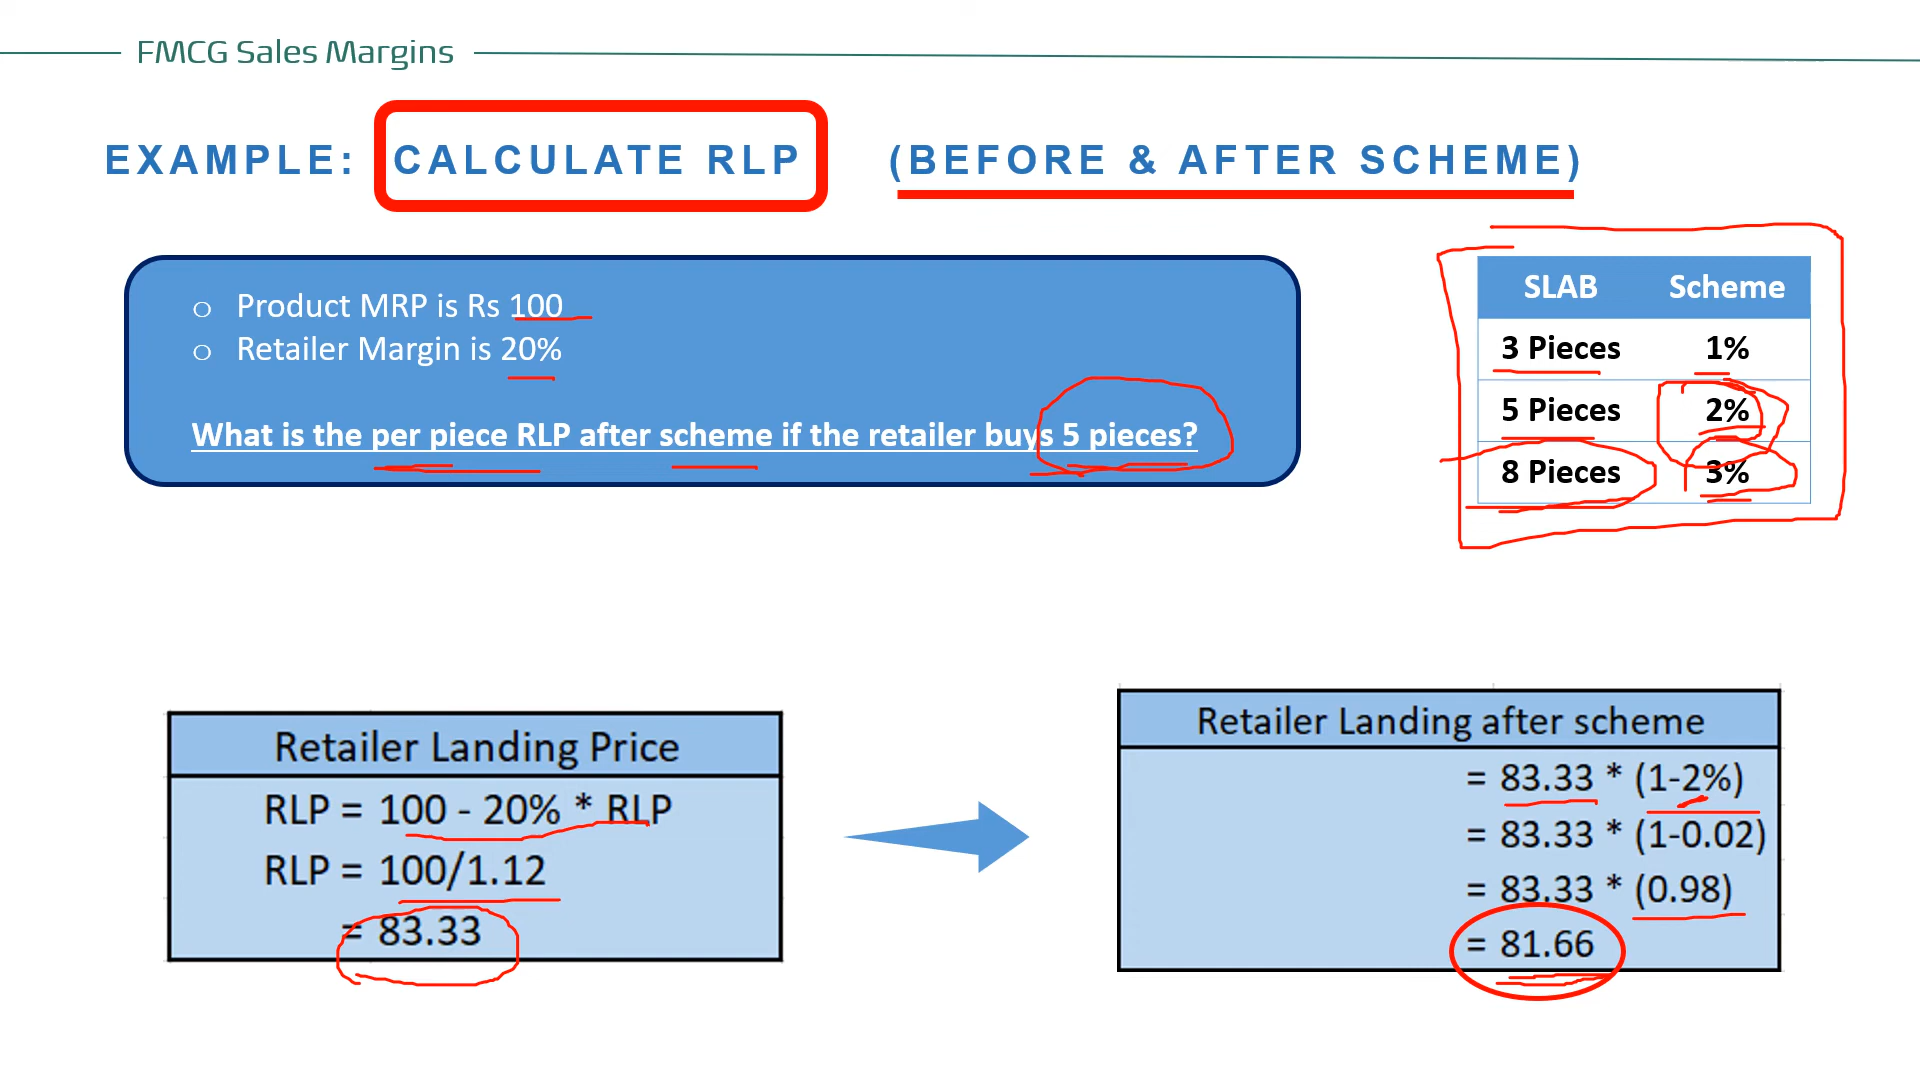 FMCG Sales Margins
EXAMPLE: CALCULATE RLP (BEFORE & AFTER SCHEME)
o Product MRP is Rs 100
o Retailer Margin is 20%
What is the per piece RLP after scheme if the retailer buys 5 pieces?
SLAB Scheme
3 Pieces 1%
5 Pieces 2%
8 Pieces 3%
Retailer Landing Price
RLP = 100 - 20% * RLP
RLP = 100/1.12
= 83.33
Retailer Landing after scheme
= 83.33 * (1-2%)
= 83.33 * (1-0.02)
= 83.33 * (0.98)
= 81.66